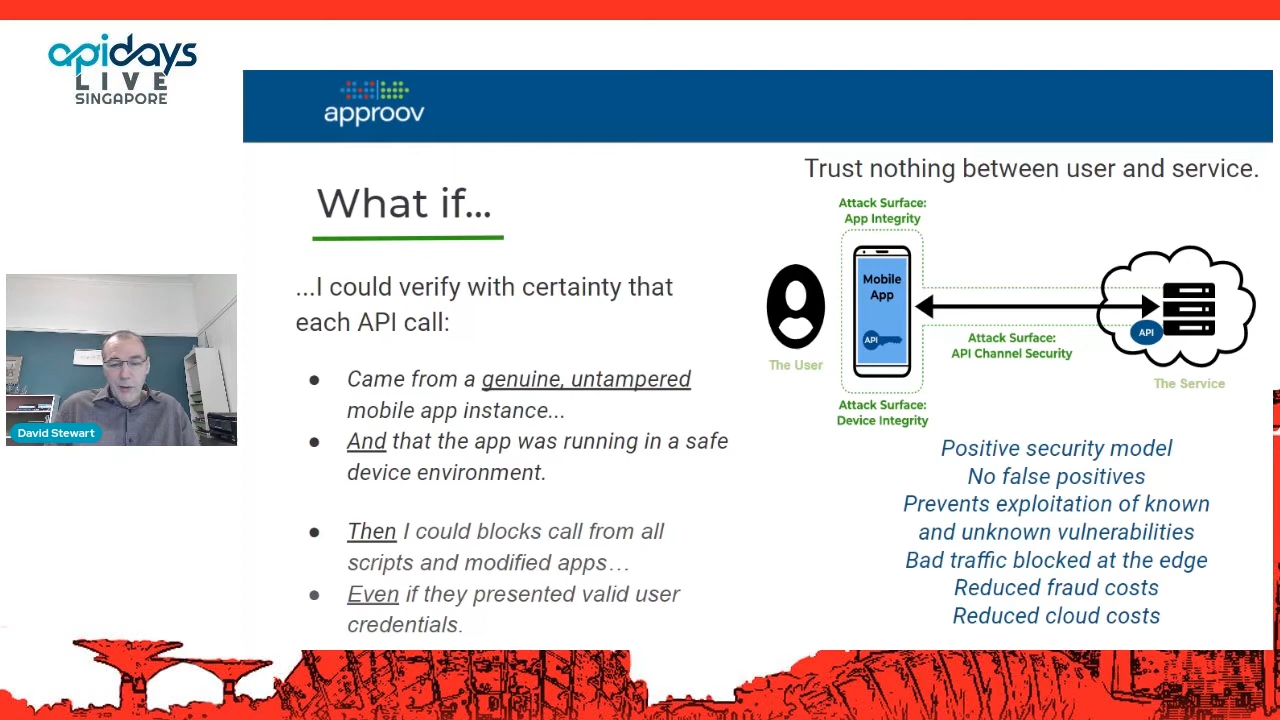 apidays
LIVE
SINGAPORE
approov
What if...
...I could verify with certainty that
each API call:
● Came from a genuine, untampered
mobile app instance...
● And that the app was running in a safe
device environment.
● Then I could blocks call from all
scripts and modified apps…
● Even if they presented valid user
credentials.
Trust nothing between user and service.
Attack Surface:
App Integrity
Mobile
App
API
The User
Attack Surface:
API Channel Security
API
The Service
Attack Surface:
Device Integrity
Positive security model
No false positives
Prevents exploitation of known
and unknown vulnerabilities
Bad traffic blocked at the edge
Reduced fraud costs
Reduced cloud costs
David Stewart